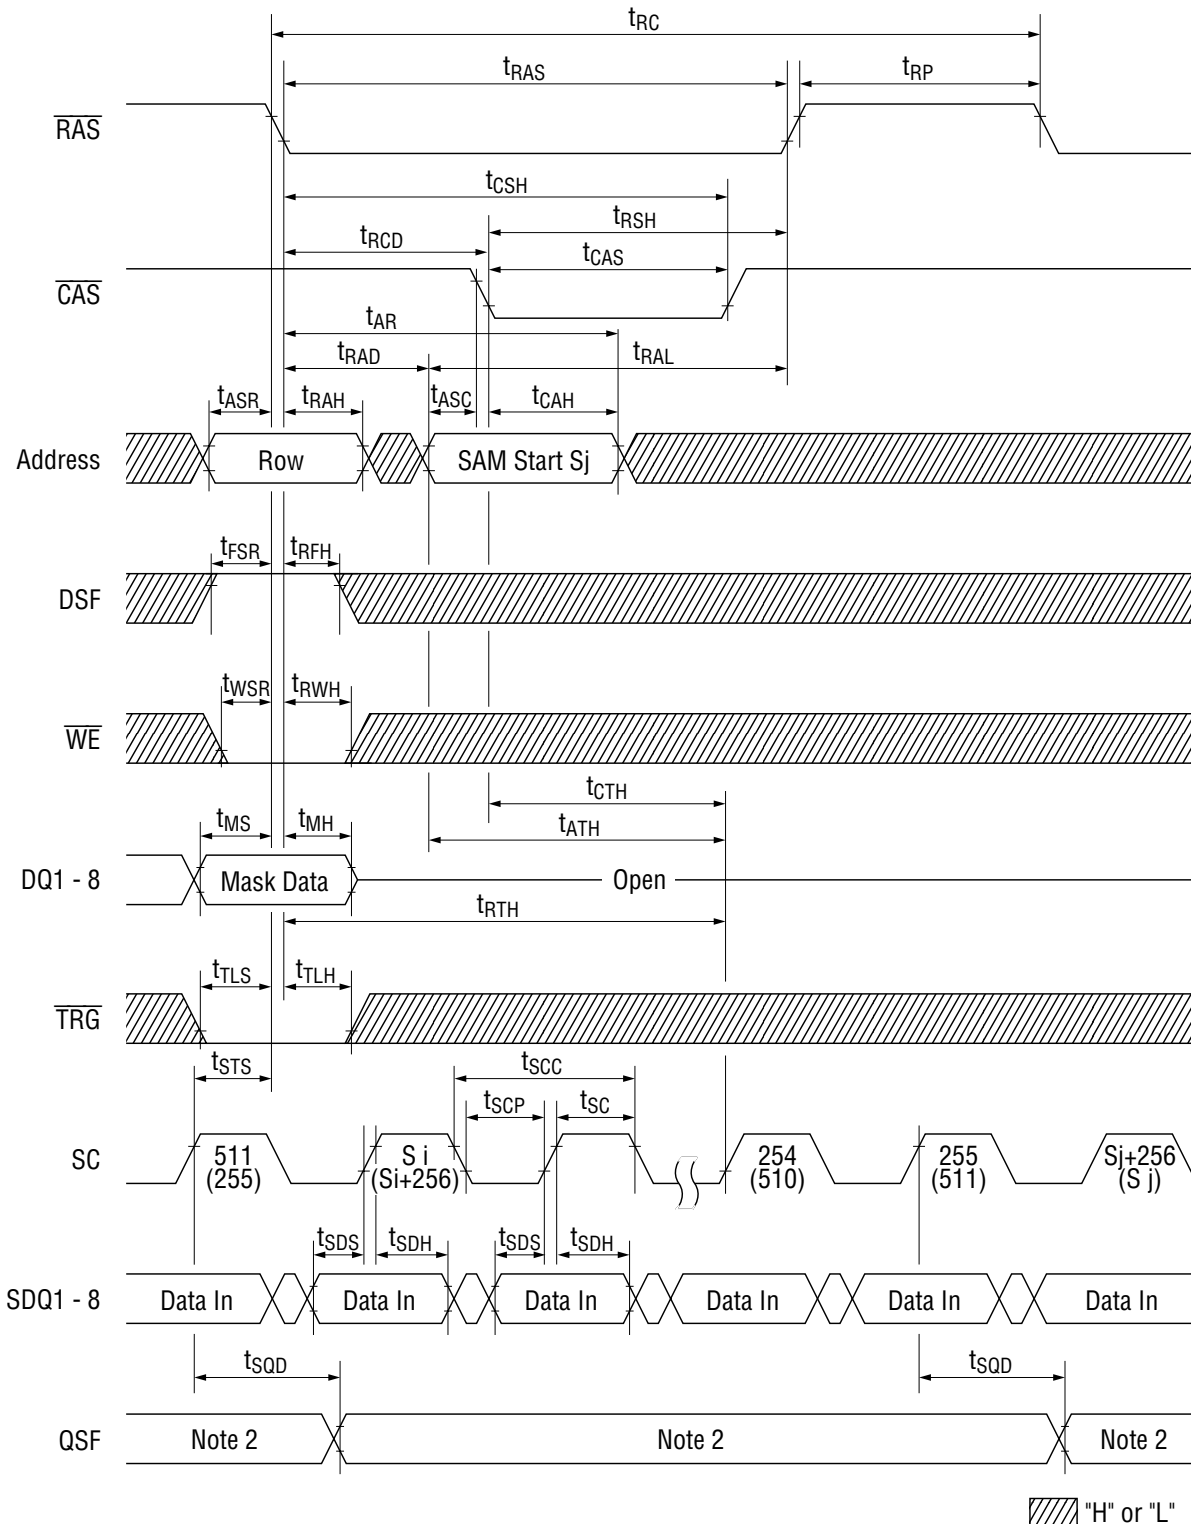 tRC
tRAS
tRP
RAS
tCSH
tRSH
tRCD
tCAS
CAS
tAR
tRAD
tRAL
tASR
tRAH
tASC
tCAH
Address
Row
SAM Start Sj
tFSR
tRFH
DSF
tWSR
tRWH
WE
tCTH
tMS
tMH
tATH
DQ1 - 8
Mask Data
Open
tRTH
tTLS
tTLH
TRG
tSTS
tSCC
tSCP
tSC
SC
511
(255)
S i
(Si+256)
254
(510)
255
(511)
Sj+256
(S j)
tSDS
tSDH
tSDS
tSDH
SDQ1 - 8
Data In
Data In
Data In
Data In
Data In
Data In
tSQD
tSQD
QSF
Note 2
Note 2
Note 2
"H" or "L"